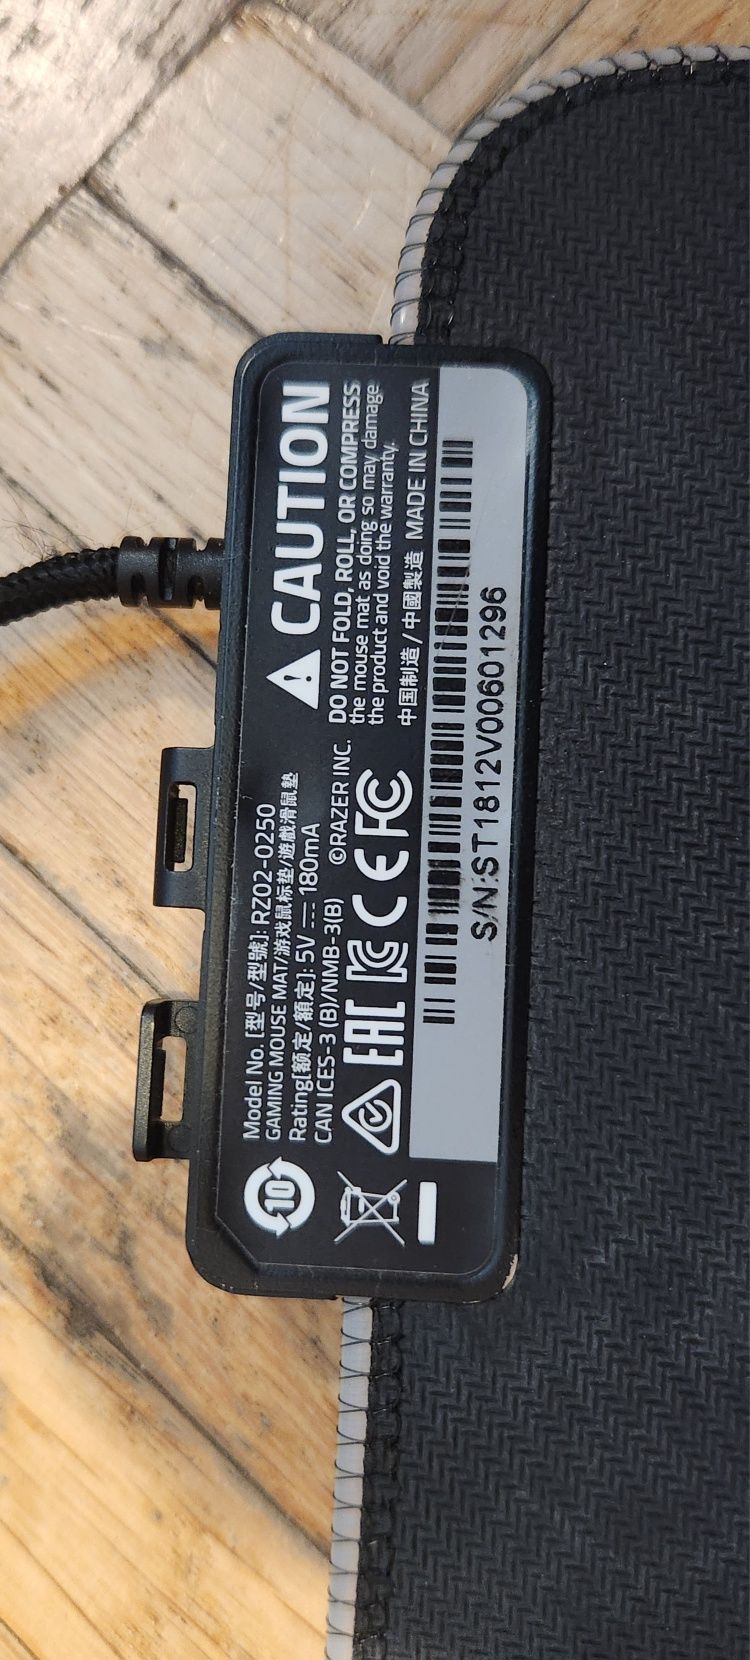 Model No. [型号/型號]: RZ02-0250
GAMING MOUSE MAT/游戏鼠标垫/遊戲滑鼠墊
Rating[额定/額定]: 5V ⎓ 180mA
CAN ICES-3 (B)/NMB-3(B)
©RAZER INC.
10
EAC
CE
FC
⚠ CAUTION
DO NOT FOLD, ROLL, OR COMPRESS
the mouse mat as doing so may damage
the product and void the warranty.
中国制造 / 中國製造 MADE IN CHINA
S/N:ST1812V00601296